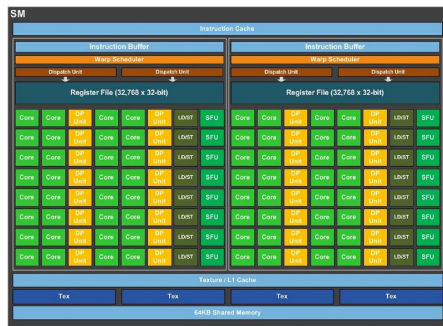 SM
Instruction Cache
Instruction Buffer
Warp Scheduler
Dispatch Unit Dispatch Unit
Register File (32,768 x 32-bit)
Core Core DP Unit Core Core DP Unit LD/ST SFU
Core Core DP Unit Core Core DP Unit LD/ST SFU
Core Core DP Unit Core Core DP Unit LD/ST SFU
Core Core DP Unit Core Core DP Unit LD/ST SFU
Core Core DP Unit Core Core DP Unit LD/ST SFU
Core Core DP Unit Core Core DP Unit LD/ST SFU
Core Core DP Unit Core Core DP Unit LD/ST SFU
Core Core DP Unit Core Core DP Unit LD/ST SFU
Instruction Buffer
Warp Scheduler
Dispatch Unit Dispatch Unit
Register File (32,768 x 32-bit)
Core Core DP Unit Core Core DP Unit LD/ST SFU
Core Core DP Unit Core Core DP Unit LD/ST SFU
Core Core DP Unit Core Core DP Unit LD/ST SFU
Core Core DP Unit Core Core DP Unit LD/ST SFU
Core Core DP Unit Core Core DP Unit LD/ST SFU
Core Core DP Unit Core Core DP Unit LD/ST SFU
Core Core DP Unit Core Core DP Unit LD/ST SFU
Core Core DP Unit Core Core DP Unit LD/ST SFU
Texture / L1 Cache
Tex Tex Tex Tex
64KB Shared Memory